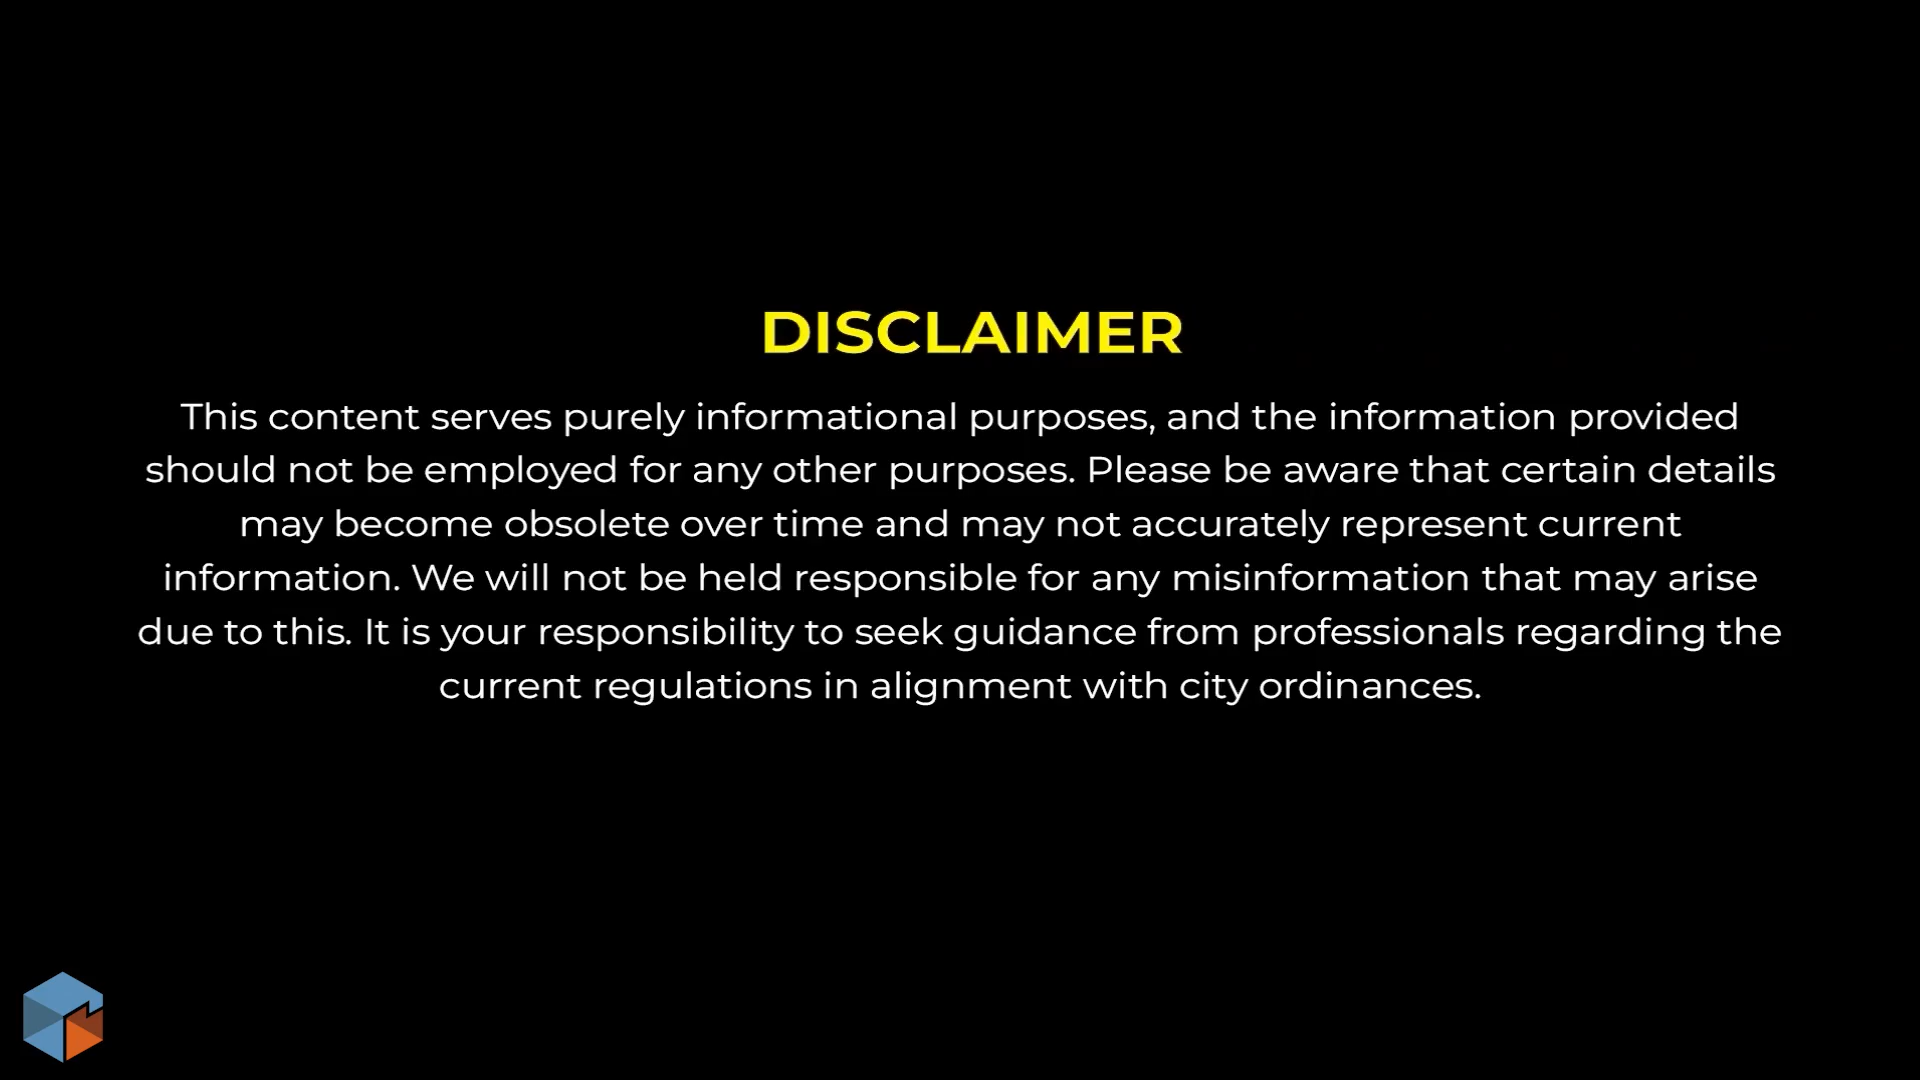 DISCLAIMER
This content serves purely informational purposes, and the information provided
should not be employed for any other purposes. Please be aware that certain details
may become obsolete over time and may not accurately represent current
information. We will not be held responsible for any misinformation that may arise
due to this. It is your responsibility to seek guidance from professionals regarding the
current regulations in alignment with city ordinances.